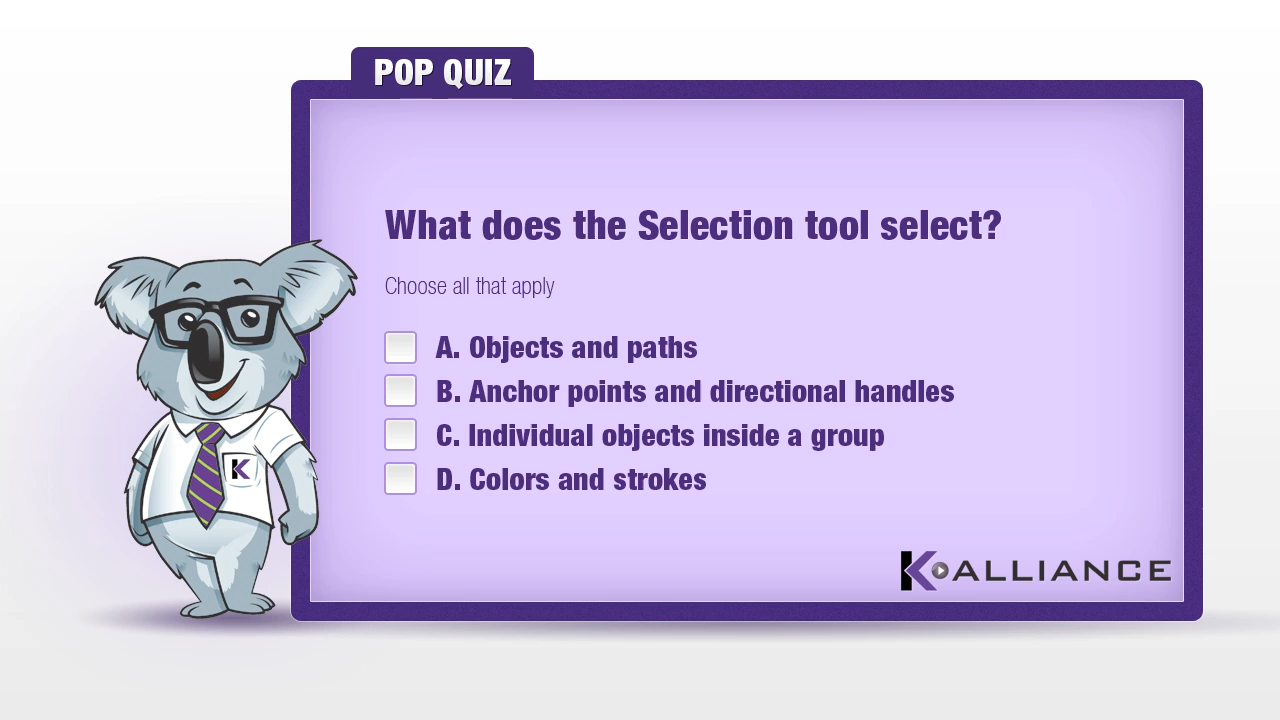 POP QUIZ
What does the Selection tool select?
Choose all that apply
A. Objects and paths
B. Anchor points and directional handles
C. Individual objects inside a group
D. Colors and strokes
K
K ALLIANCE